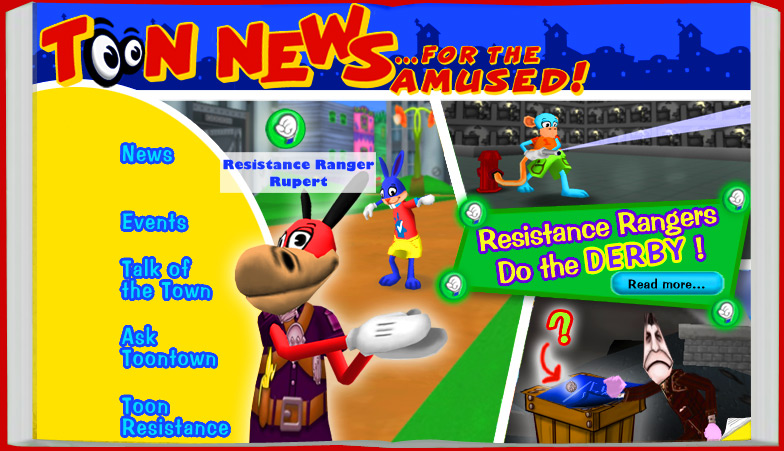 TOON NEWS
...FOR THE
AMUSED!
News
Events
Talk of
the Town
Ask
Toontown
Toon
Resistance
Resistance Ranger
Rupert
Resistance Rangers
Do the DERBY!
Read more...
?